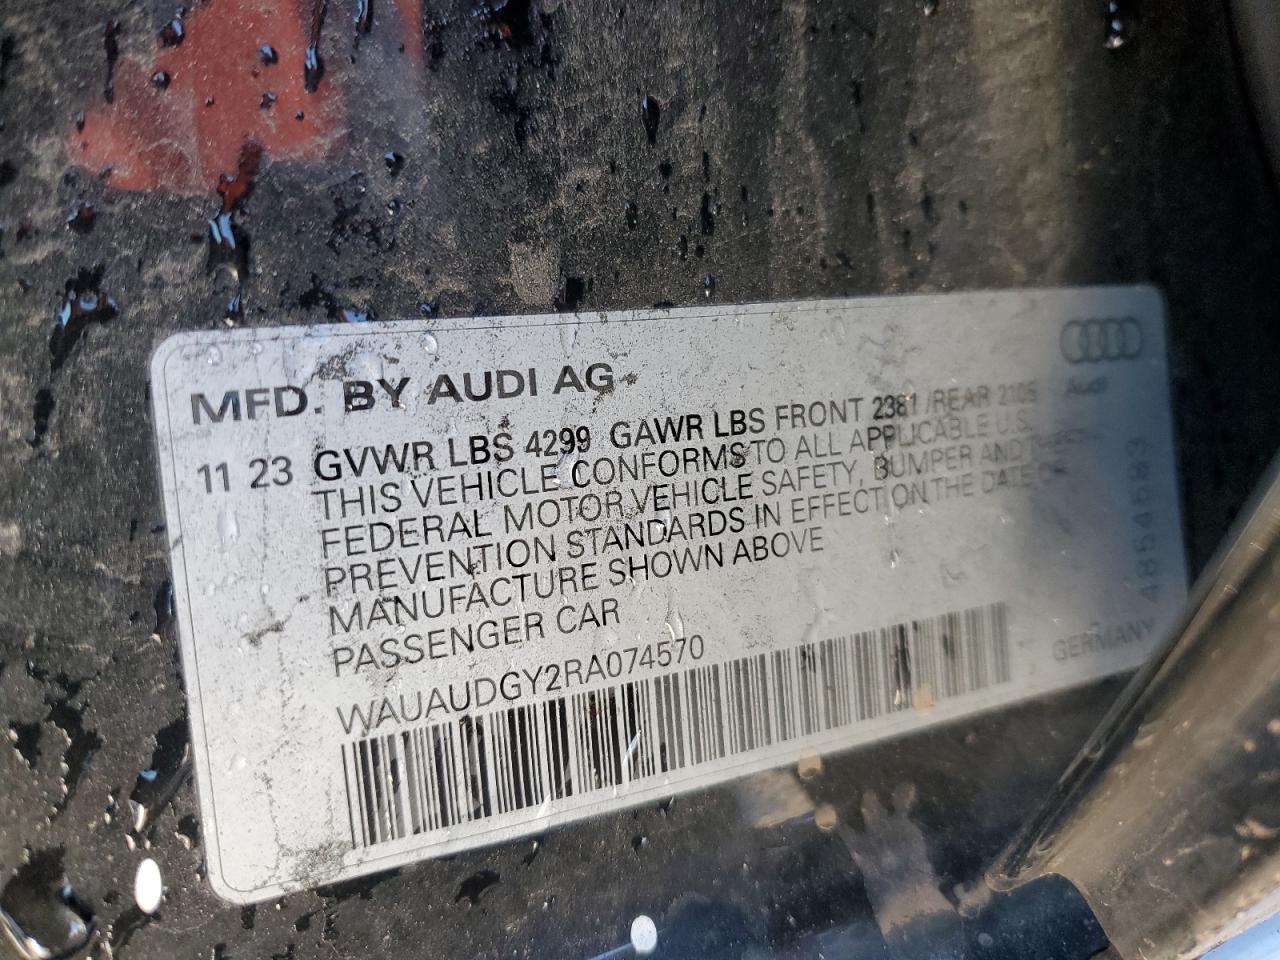 MFD. BY AUDI AG
11 23 GVWR LBS 4299 GAWR LBS FRONT 2381 /REAR 2105
THIS VEHICLE CONFORMS TO ALL APPLICABLE U.S.
FEDERAL MOTOR VEHICLE SAFETY, BUMPER AND
PREVENTION STANDARDS IN EFFECT ON THE DATE OF
MANUFACTURE SHOWN ABOVE
PASSENGER CAR
WAUAUDGY2RA074570
Audi
4854583
GERMANY